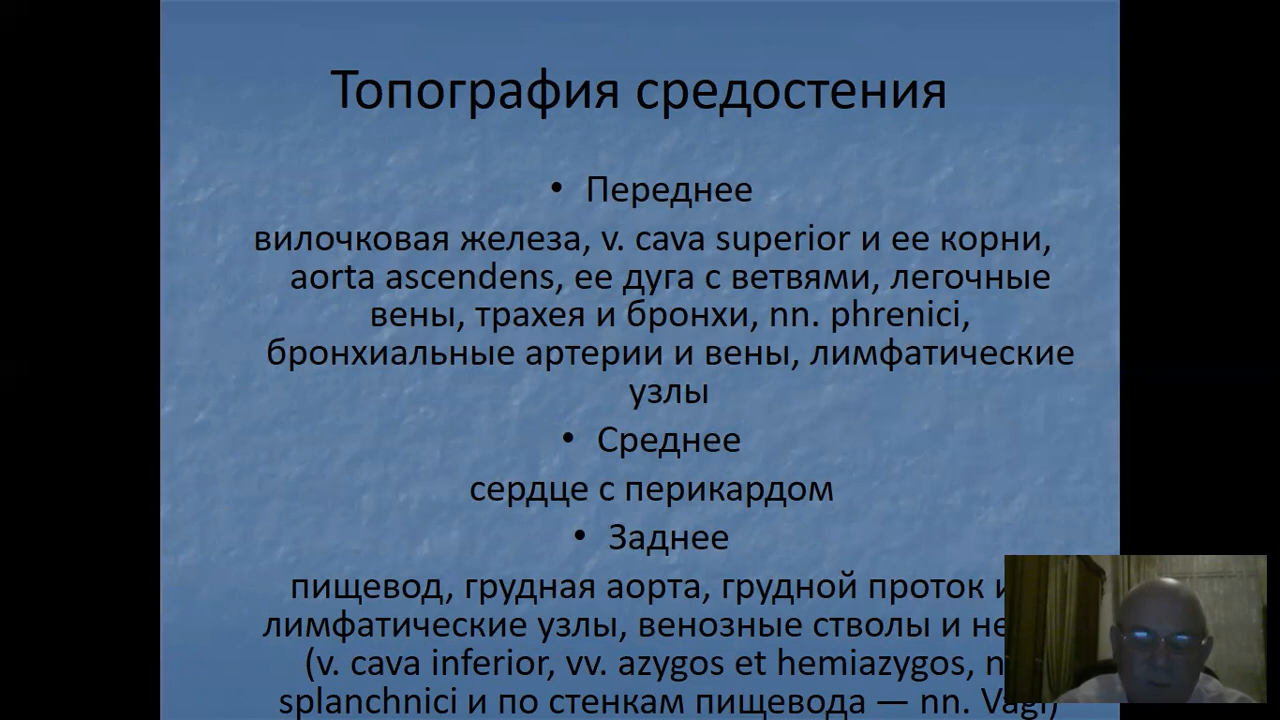 Топография средостения
• Переднее
вилочковая железа, v. cava superior и ее корни,
aorta ascendens, ее дуга с ветвями, легочные
вены, трахея и бронхи, nn. phrenici,
бронхиальные артерии и вены, лимфатические
узлы
• Среднее
сердце с перикардом
• Заднее
пищевод, грудная аорта, грудной проток
лимфатические узлы, венозные стволы и
(v. cava inferior, vv. azygos et hemiazygos,
splanchnici и по стенкам пищевода — nn. Vagi)